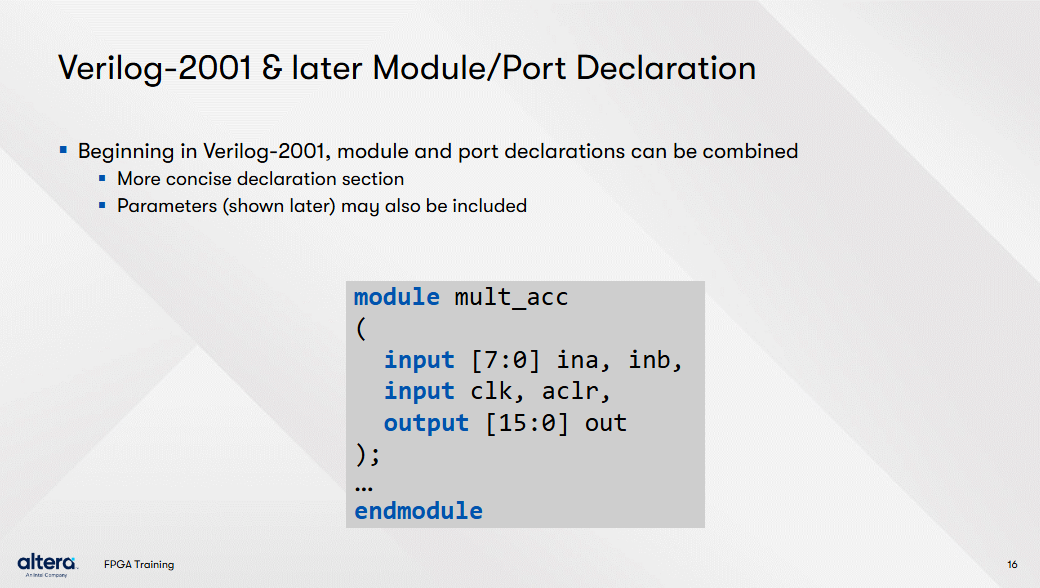 Verilog-2001 & later Module/Port Declaration
▪ Beginning in Verilog-2001, module and port declarations can be combined
▪ More concise declaration section
▪ Parameters (shown later) may also be included
module mult_acc
(
  input [7:0] ina, inb,
  input clk, aclr,
  output [15:0] out
);
…
endmodule
altera.
An Intel Company
FPGA Training
16